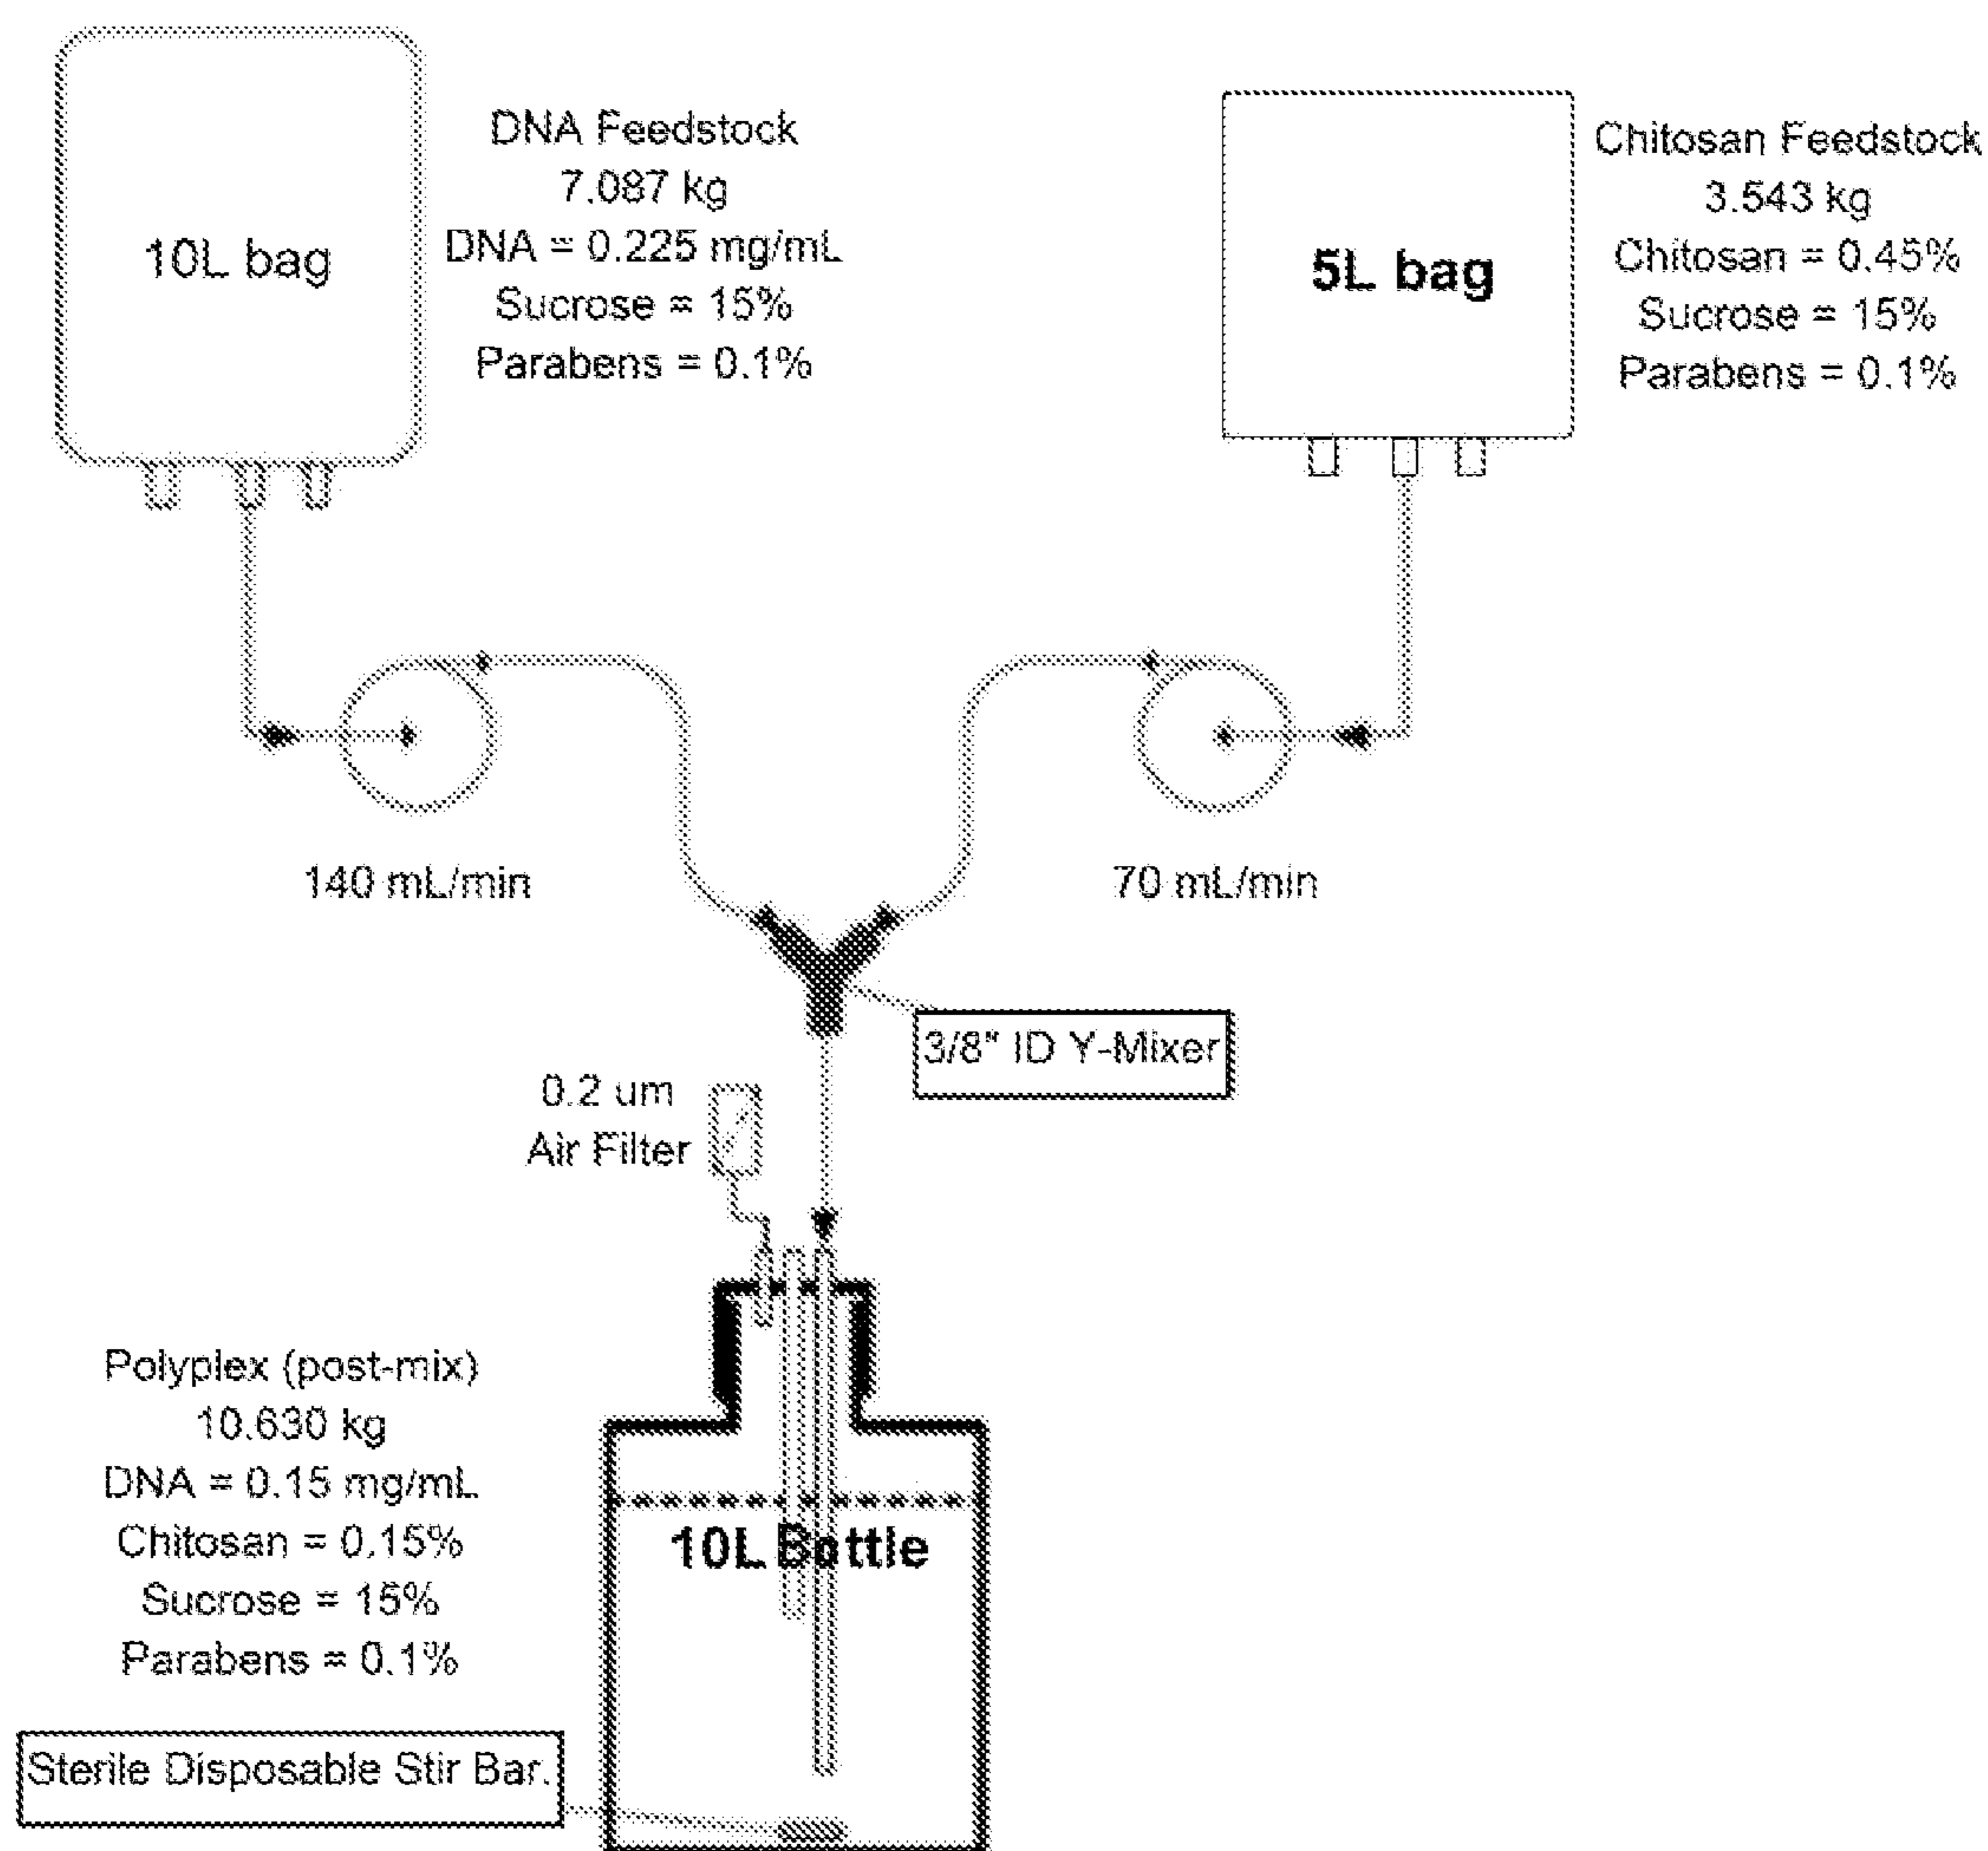 10L bag
DNA Feedstock
7.087 kg
DNA = 0.225 mg/mL
Sucrose = 15%
Parabens = 0.1%
5L bag
Chitosan Feedstock
3.543 kg
Chitosan = 0.45%
Sucrose = 15%
Parabens = 0.1%
140 mL/min
70 mL/min
3/8" ID Y-Mixer
0.2 um
Air Filter
Polyplex (post-mix)
10.630 kg
DNA = 0.15 mg/mL
Chitosan = 0.15%
Sucrose = 15%
Parabens = 0.1%
10L Bottle
Sterile Disposable Stir Bar.